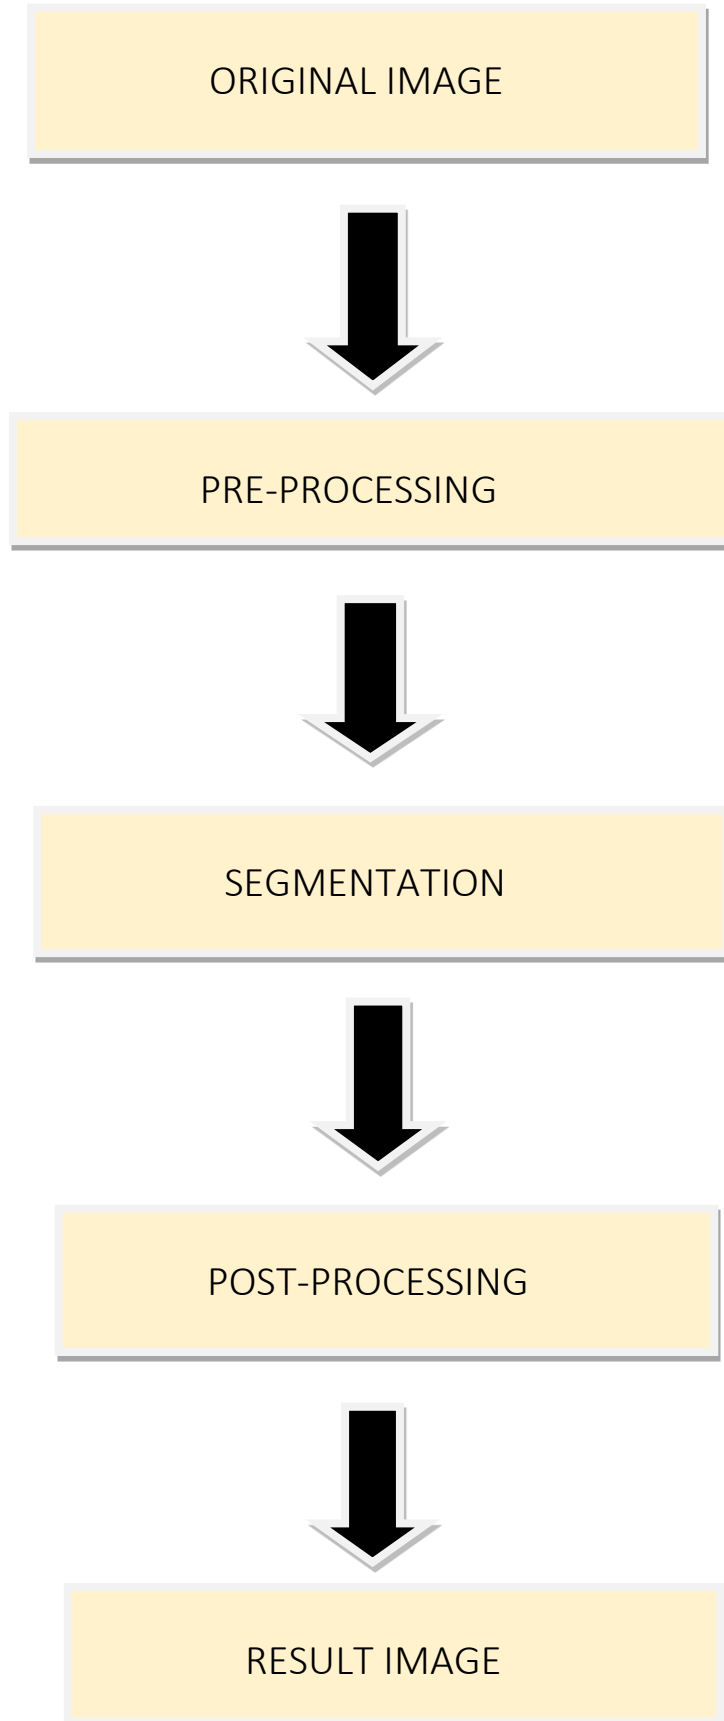 ORIGINAL IMAGE
PRE-PROCESSING
SEGMENTATION
POST-PROCESSING
RESULT IMAGE